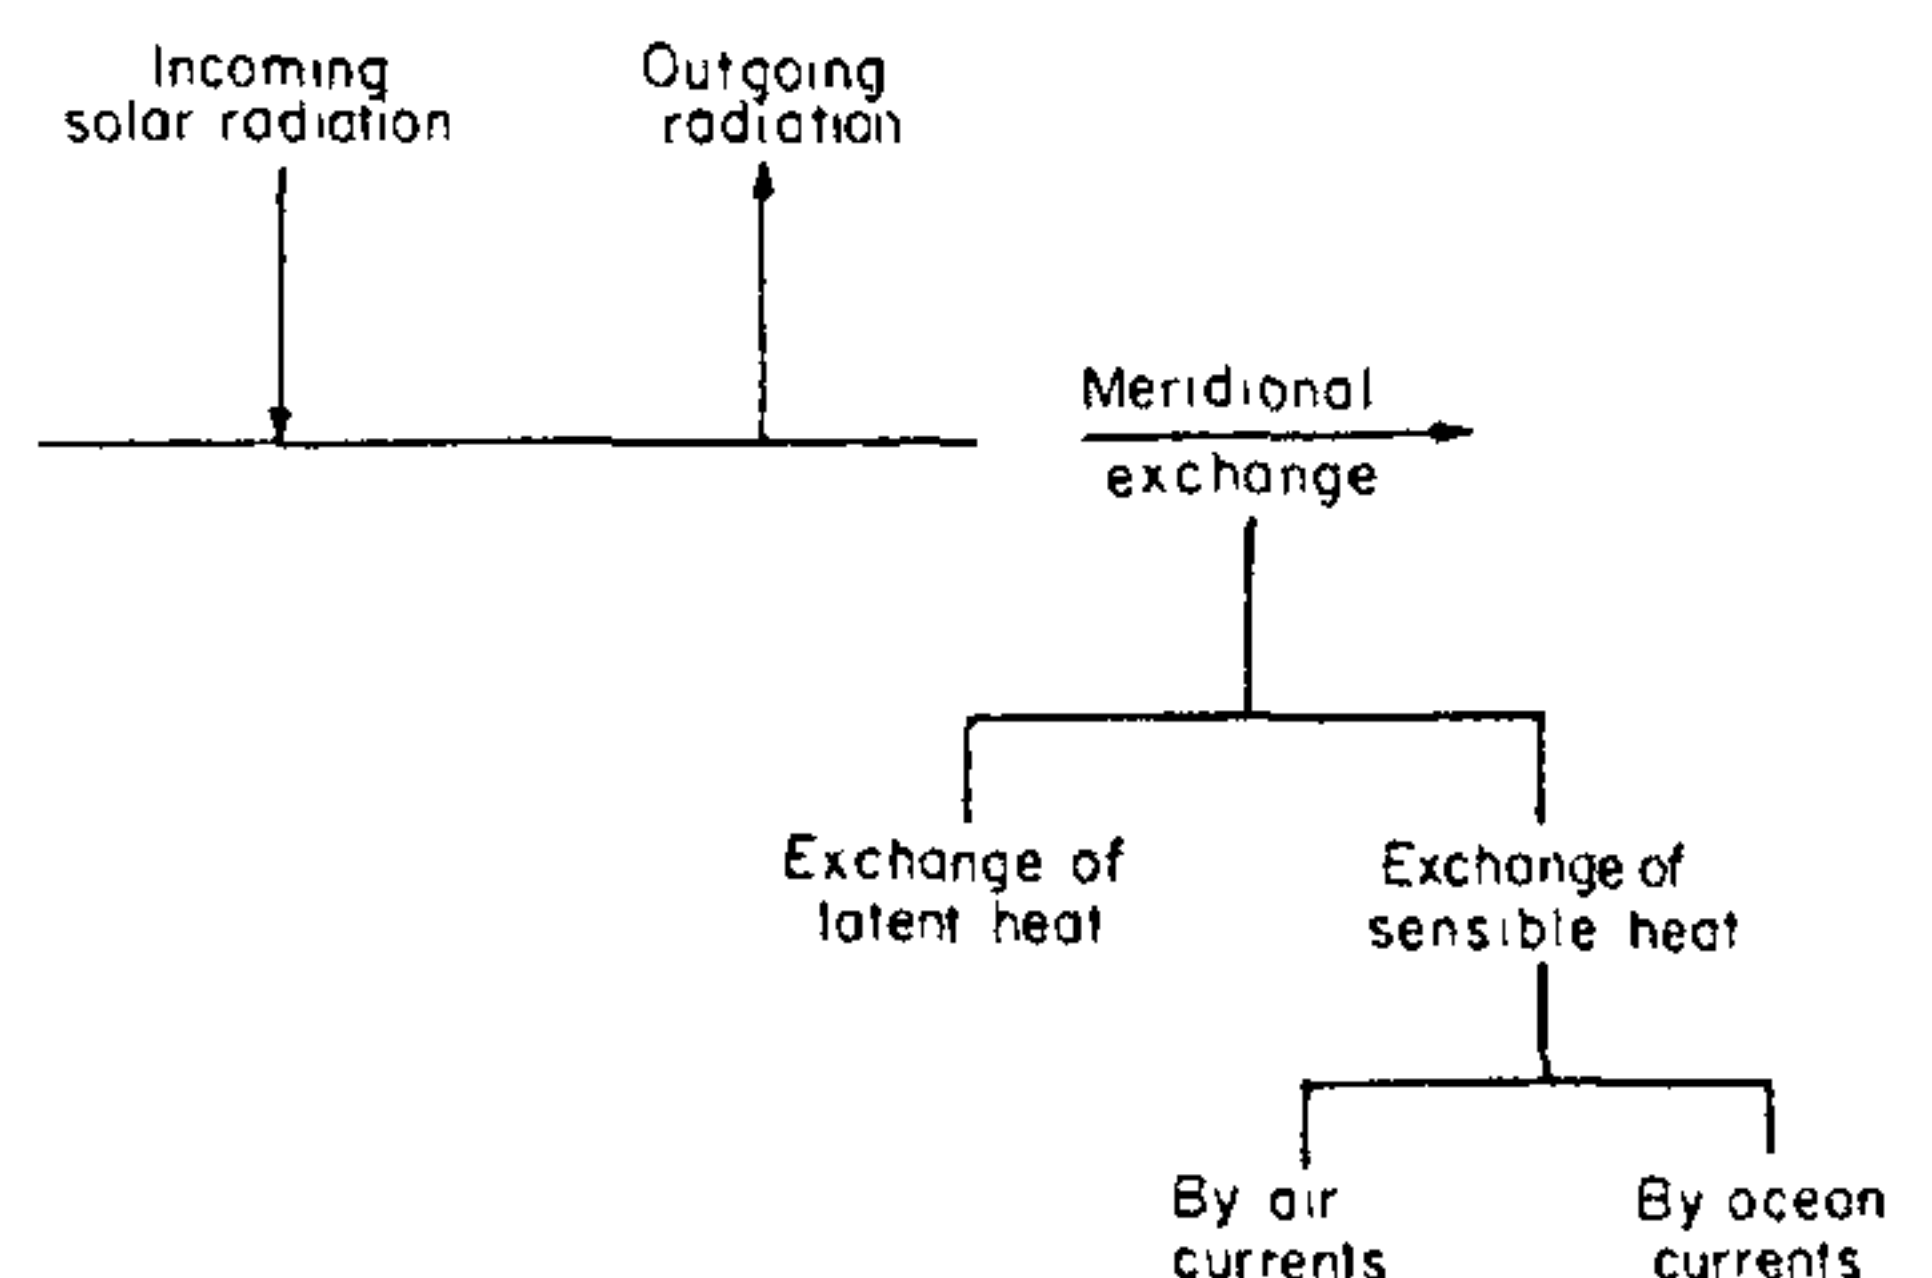 Incoming
solar radiation
Outgoing
radiation
Meridional
exchange
Exchange of
latent heat
Exchange of
sensible heat
By air
currents
By ocean
currents